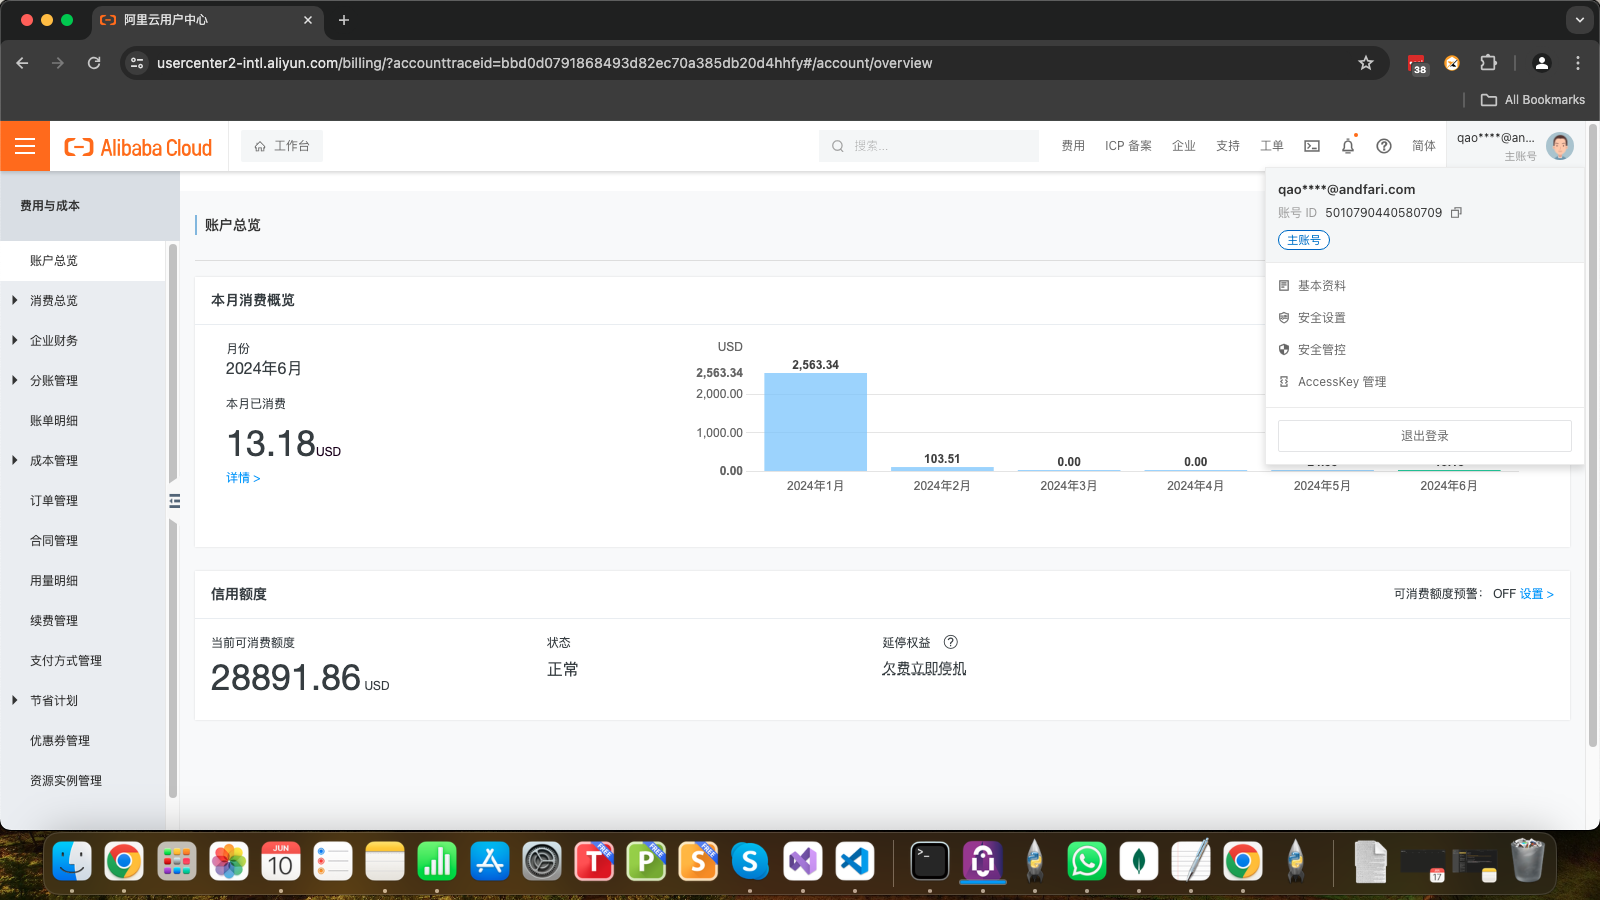 阿里云用户中心
usercenter2-intl.aliyun.com/billing/?accounttraceid=bbd0d0791868493d82ec70a385db20d4hhfy#/account/overview
38
All Bookmarks
Alibaba Cloud
工作台
搜索...
费用
ICP 备案
企业
支持
工单
简体
qao****@an...
主账号
qao****@andfari.com
账号 ID 5010790440580709
主账号
基本资料
安全设置
安全管控
AccessKey 管理
退出登录
费用与成本
账户总览
消费总览
企业财务
分账管理
账单明细
成本管理
订单管理
合同管理
用量明细
续费管理
支付方式管理
节省计划
优惠券管理
资源实例管理
账户总览
本月消费概览
月份
2024年6月
本月已消费
13.18USD
详情 >
USD
2,563.34
2,000.00
1,000.00
0.00
2,563.34
103.51
0.00
0.00
2024年1月
2024年2月
2024年3月
2024年4月
2024年5月
2024年6月
信用额度
可消费额度预警： OFF 设置 >
当前可消费额度
28891.86 USD
状态
正常
延停权益
欠费立即停机
JUN
10
T FREE
P FREE
S FREE
17